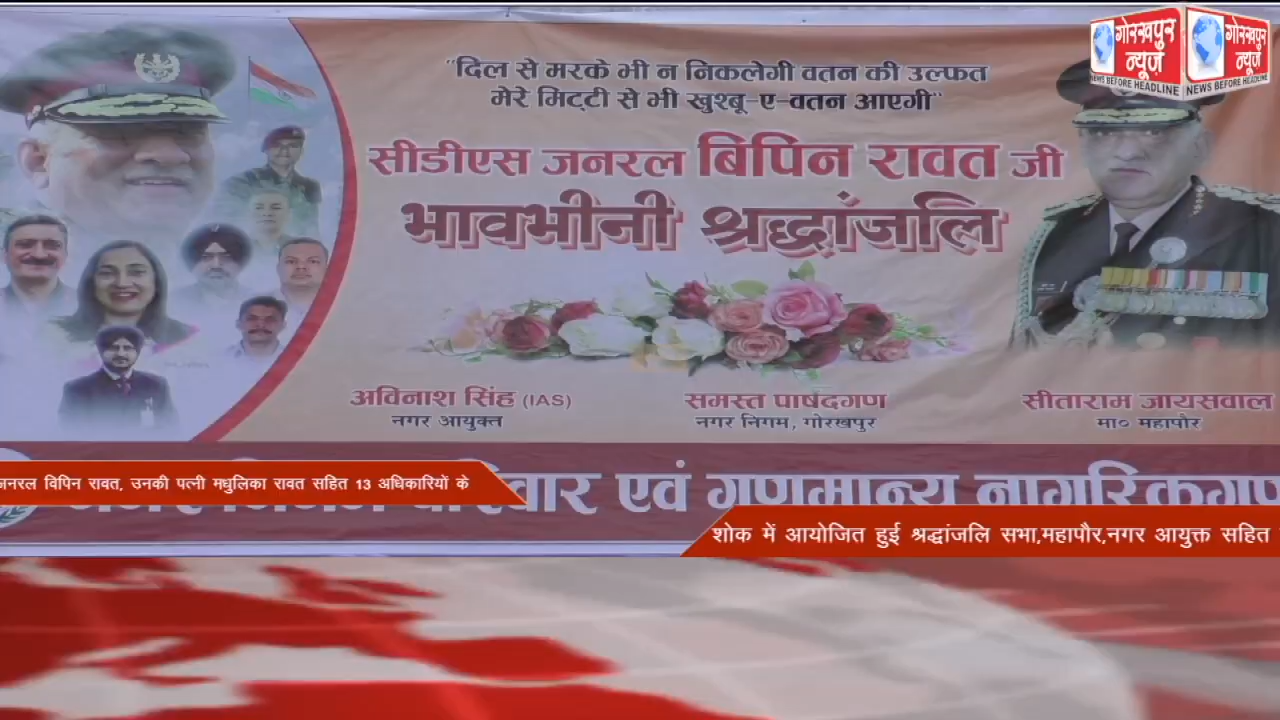 गोरखपुर न्यूज़ गोरखपुर न्यूज़
NEWS BEFORE HEADLINE NEWS BEFORE HEADLINE
"दिल से मरके भी न निकलेगी वतन की उल्फत
मेरे मिट्टी से भी खुश्बू-ए-वतन आएगी"
सीडीएस जनरल बिपिन रावत जी
भावभीनी श्रद्धांजलि
अविनाश सिंह (IAS)
नगर आयुक्त
समस्त पार्षदगण
नगर निगम, गोरखपुर
सीताराम जायसवाल
मा० महापौर
एवं गणमान्य नागरिकगण
जनरल विपिन रावत, उनकी पत्नी मधुलिका रावत सहित 13 अधिकारियों के
शोक में आयोजित हुई श्रद्धांजलि सभा,महापौर,नगर आयुक्त सहित